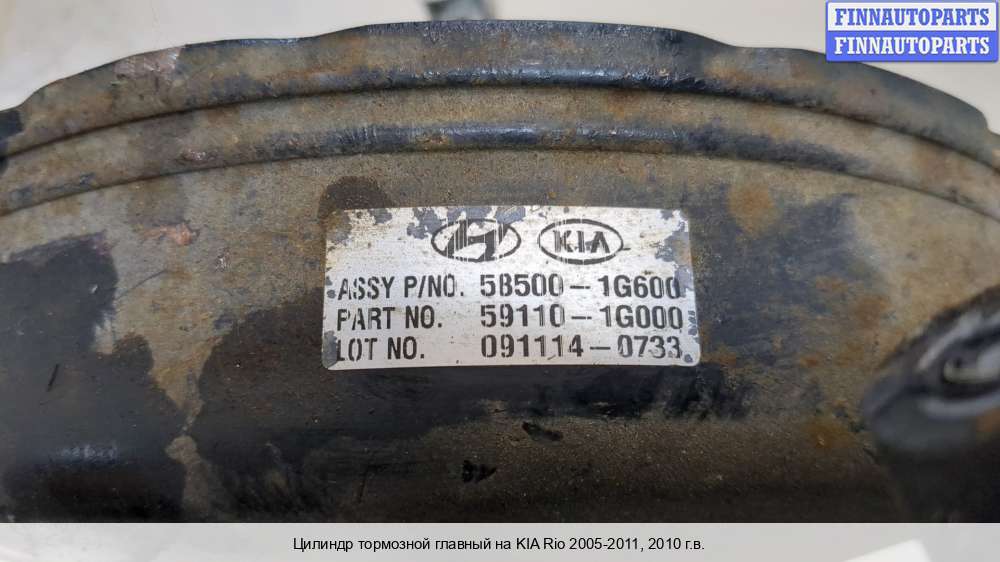 FINNAUTOPARTS
FINNAUTOPARTS
KIA
ASSY P/NO. 58500-1G600
PART NO. 59110-1G000
LOT NO. 091114-0733
Цилиндр тормозной главный на KIA Rio 2005-2011, 2010 г.в.